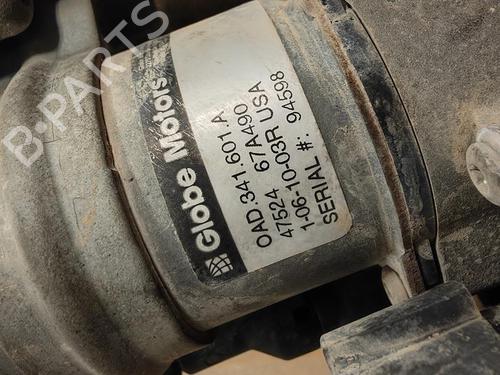 B-PARTS
Globe Motors
OAD.341.601.A
47524 67A490
1-06-10-03R USA
SERIAL #: 94598